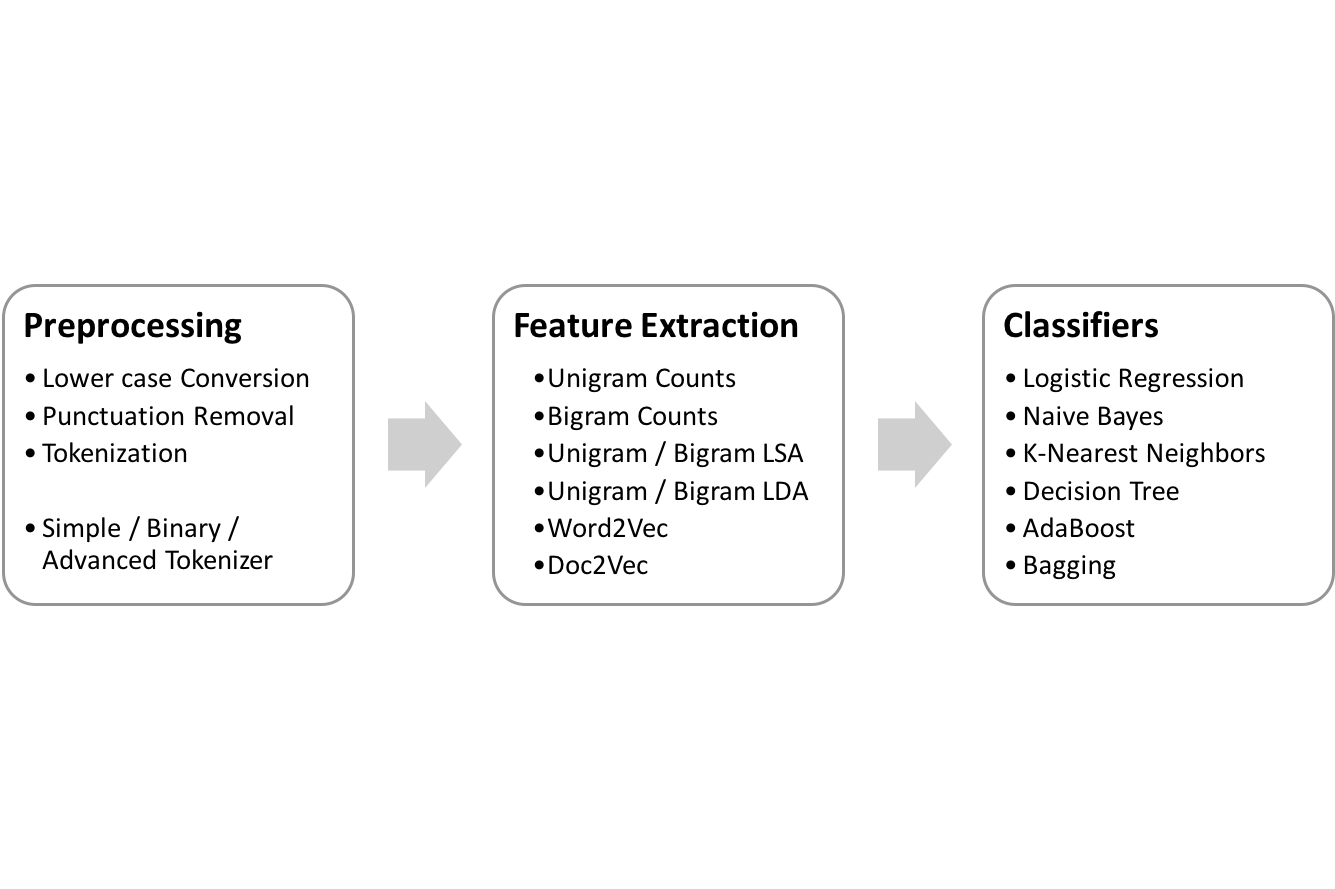 Preprocessing
• Lower case Conversion
• Punctuation Removal
• Tokenization
• Simple / Binary /
Advanced Tokenizer
Feature Extraction
•Unigram Counts
•Bigram Counts
•Unigram / Bigram LSA
•Unigram / Bigram LDA
•Word2Vec
•Doc2Vec
Classifiers
• Logistic Regression
• Naive Bayes
• K-Nearest Neighbors
• Decision Tree
• AdaBoost
• Bagging